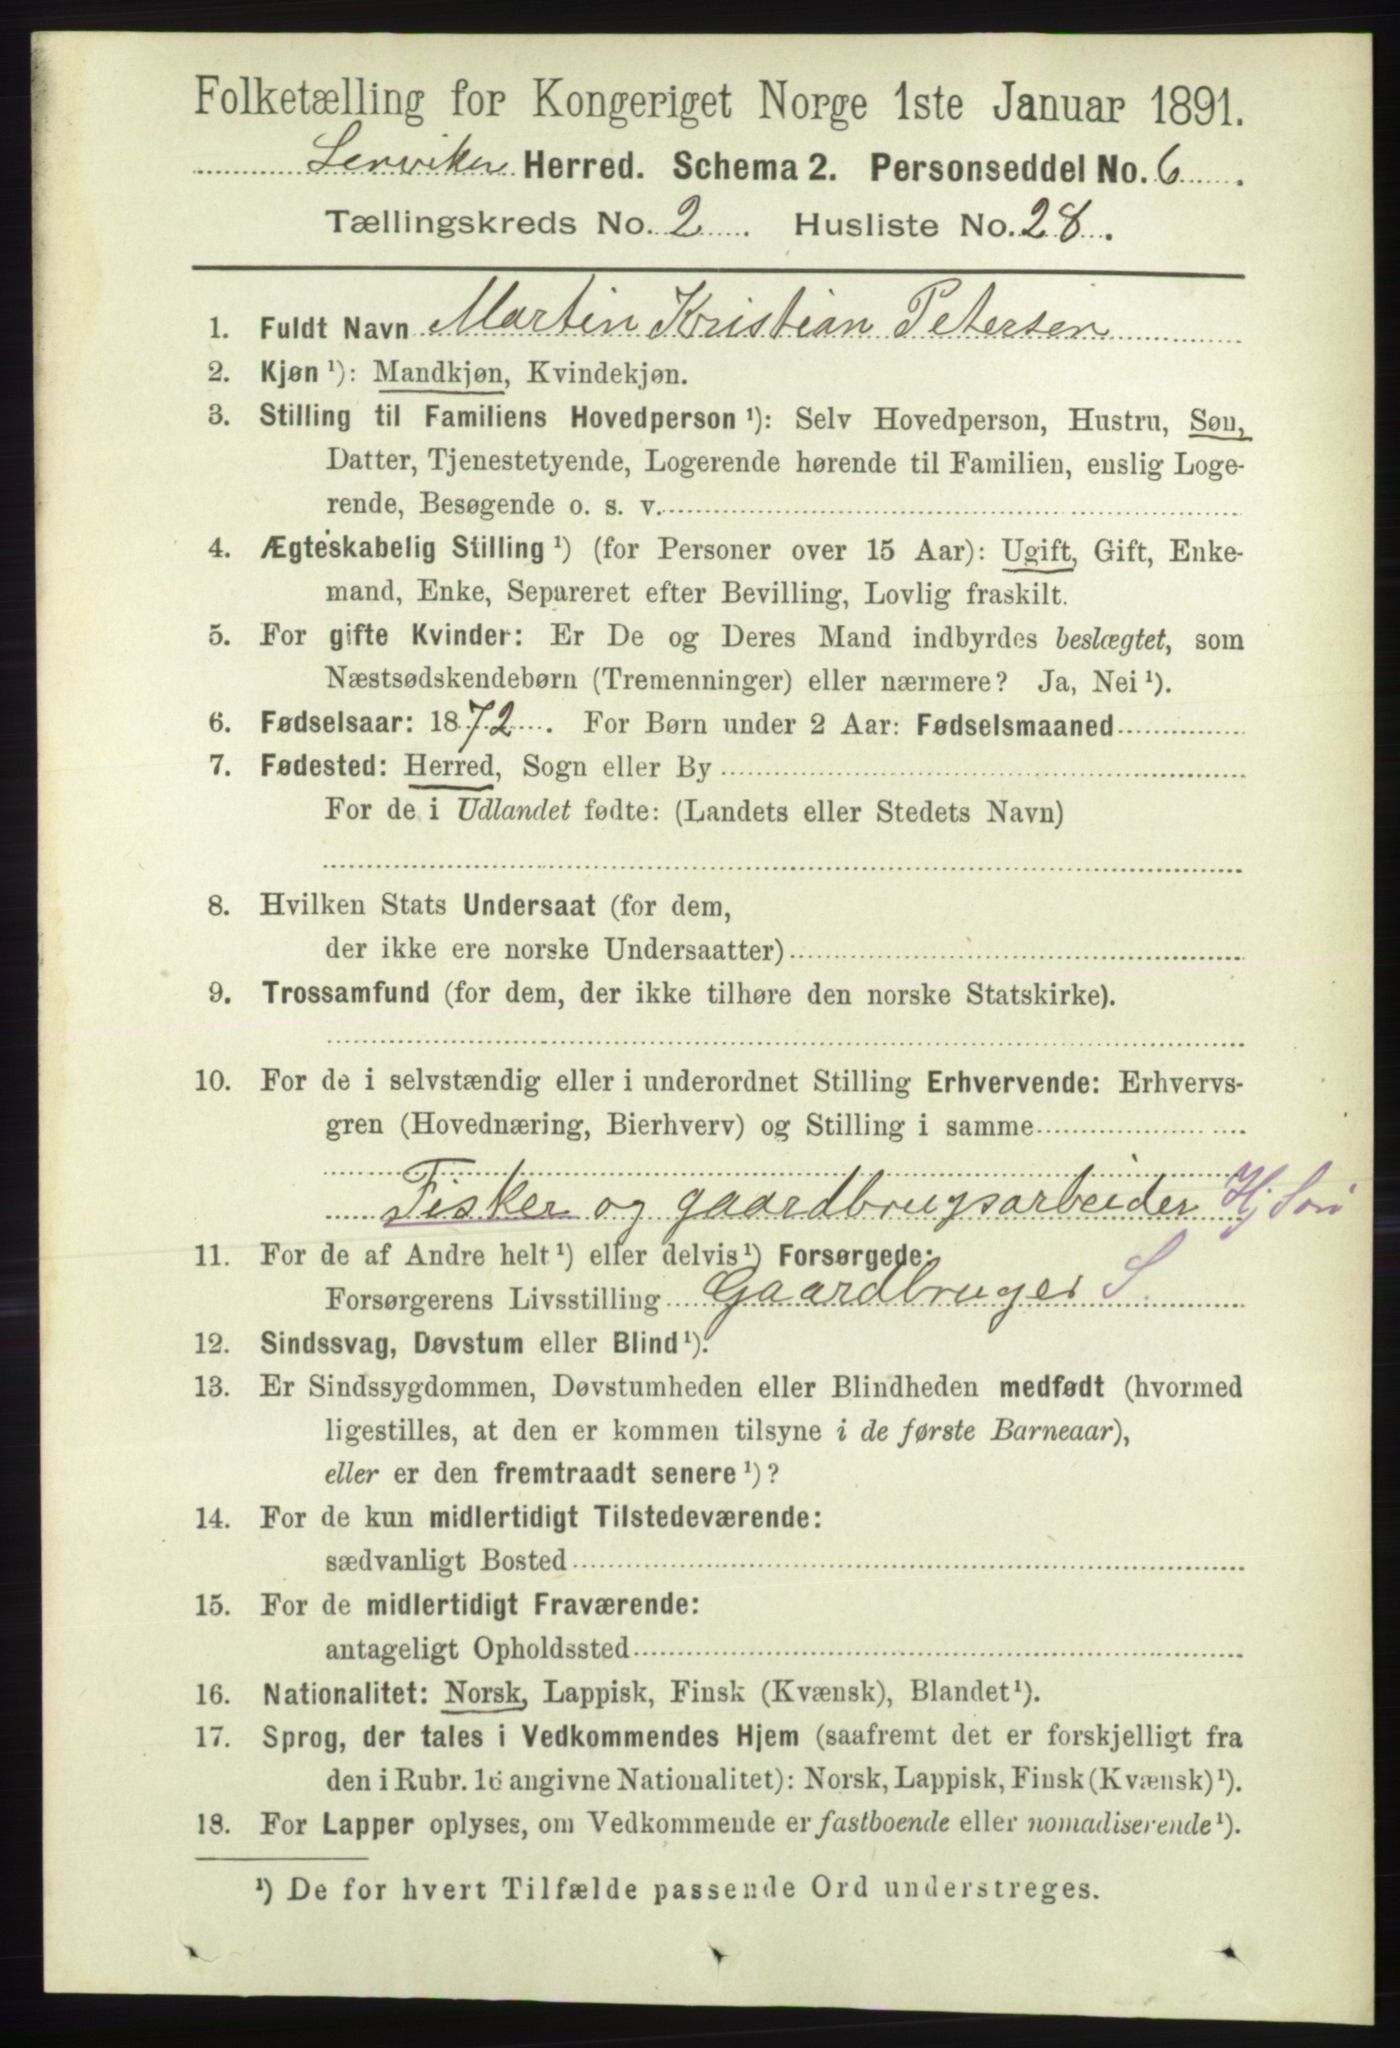 Folketælling for Kongeriget Norge 1ste Januar 1891.
Lenviken Herred. Schema 2. Personseddel No. 6.
Tællingskreds No. 2. Husliste No. 28.
1. Fuldt Navn Martin Kristian Petersen
2. Kjøn ¹): Mandkjøn, Kvindekjøn.
3. Stilling til Familiens Hovedperson ¹): Selv Hovedperson, Hustru, Søn,
Datter, Tjenestetyende, Logerende hørende til Familien, enslig Loge-
rende, Besøgende o. s. v.
4. Ægteskabelig Stilling ¹) (for Personer over 15 Aar): Ugift, Gift, Enke-
mand, Enke, Separeret efter Bevilling, Lovlig fraskilt.
5. For gifte Kvinder: Er De og Deres Mand indbyrdes beslægtet, som
Næstsødskendebørn (Tremenninger) eller nærmere? Ja, Nei ¹).
6. Fødselsaar: 1872. For Børn under 2 Aar: Fødselsmaaned
7. Fødested: Herred, Sogn eller By
For de i Udlandet fødte: (Landets eller Stedets Navn)
8. Hvilken Stats Undersaat (for dem,
der ikke ere norske Undersaatter)
9. Trossamfund (for dem, der ikke tilhøre den norske Statskirke).
10. For de i selvstændig eller i underordnet Stilling Erhvervende: Erhvervs-
gren (Hovednæring, Bierhverv) og Stilling i samme
Fisker og gaardbrugsarbeider Hj Søn
11. For de af Andre helt ¹) eller delvis ¹) Forsørgede:
Forsørgerens Livsstilling Gaardbruger S.
12. Sindssvag, Døvstum eller Blind ¹).
13. Er Sindssygdommen, Døvstumheden eller Blindheden medfødt (hvormed
ligestilles, at den er kommen tilsyne i de første Barneaar),
eller er den fremtraadt senere ¹)?
14. For de kun midlertidigt Tilstedeværende:
sædvanligt Bosted
15. For de midlertidigt Fraværende:
antageligt Opholdssted
16. Nationalitet: Norsk, Lappisk, Finsk (Kvænsk), Blandet ¹).
17. Sprog, der tales i Vedkommendes Hjem (saafremt det er forskjelligt fra
den i Rubr. 16 angivne Nationalitet): Norsk, Lappisk, Finsk (Kvænsk) ¹).
18. For Lapper oplyses, om Vedkommende er fastboende eller nomadiserende ¹).
¹) De for hvert Tilfælde passende Ord understreges.